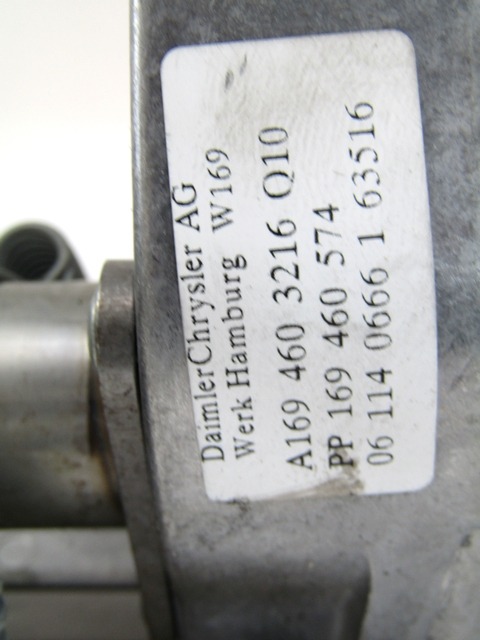 DaimlerChrysler AG
Werk Hamburg W169
A169 460 3216 Q10
PP 169 460 574
06 114 0666 1 63516